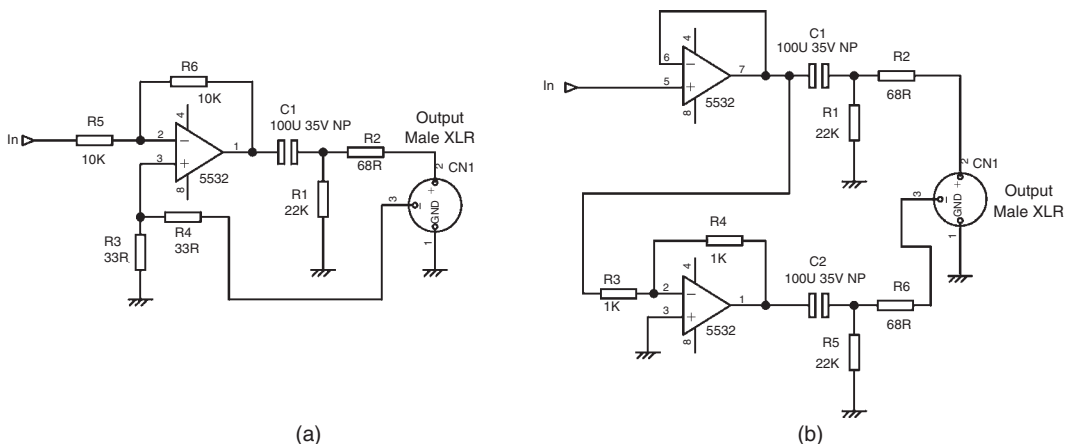 In
R5
10K
R6
10K
2
3
4
8
1
−
+
5532
C1
100U 35V NP
R1
22K
R2
68R
Output
Male XLR
CN1
2
+
3
−
GND
1
R3
33R
R4
33R
(a)
In
6
5
4
8
7
−
+
5532
C1
100U 35V NP
R1
22K
R2
68R
R3
1K
R4
1K
2
3
4
8
1
−
+
5532
C2
100U 35V NP
R5
22K
R6
68R
CN1
2
+
3
−
GND
1
Output
Male XLR
(b)